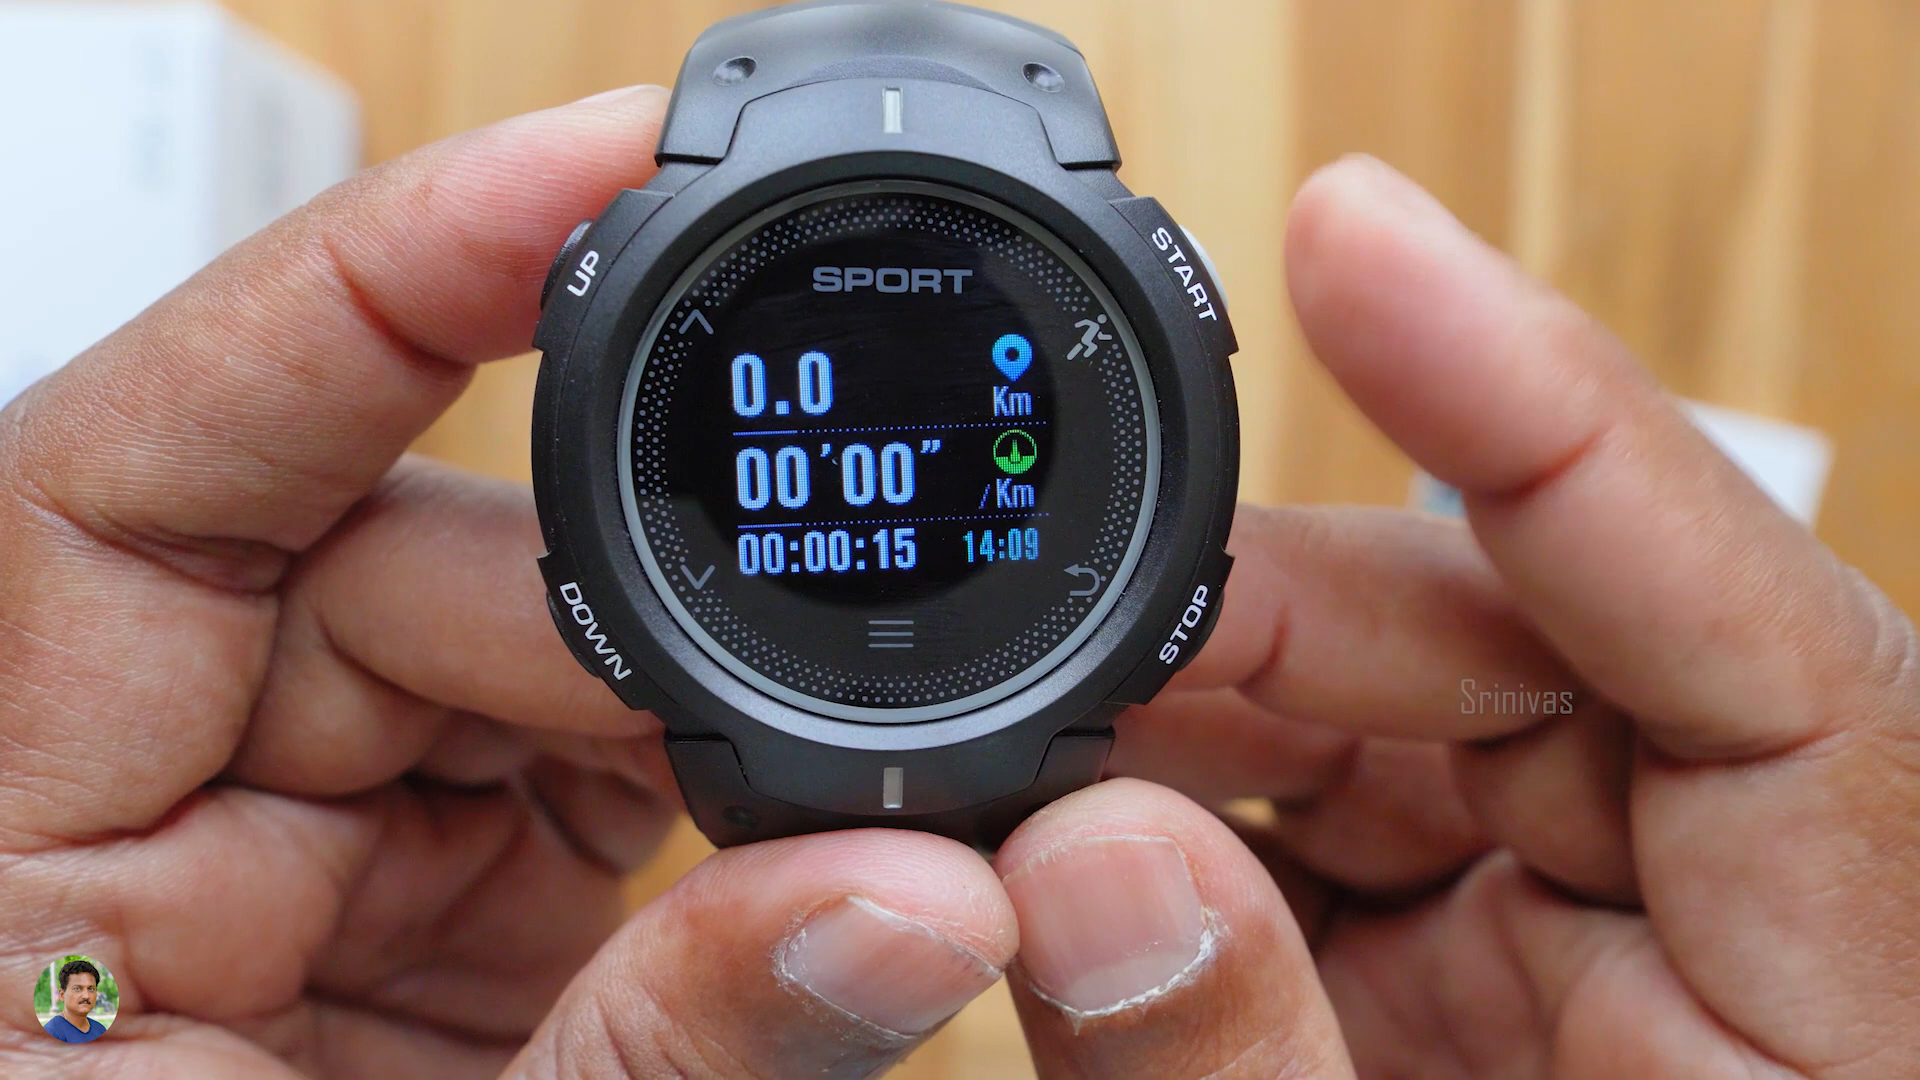 UP
START
SPORT
0.0 Km
00'00" /Km
00:00:15 14:09
DOWN
STOP
Srinivas